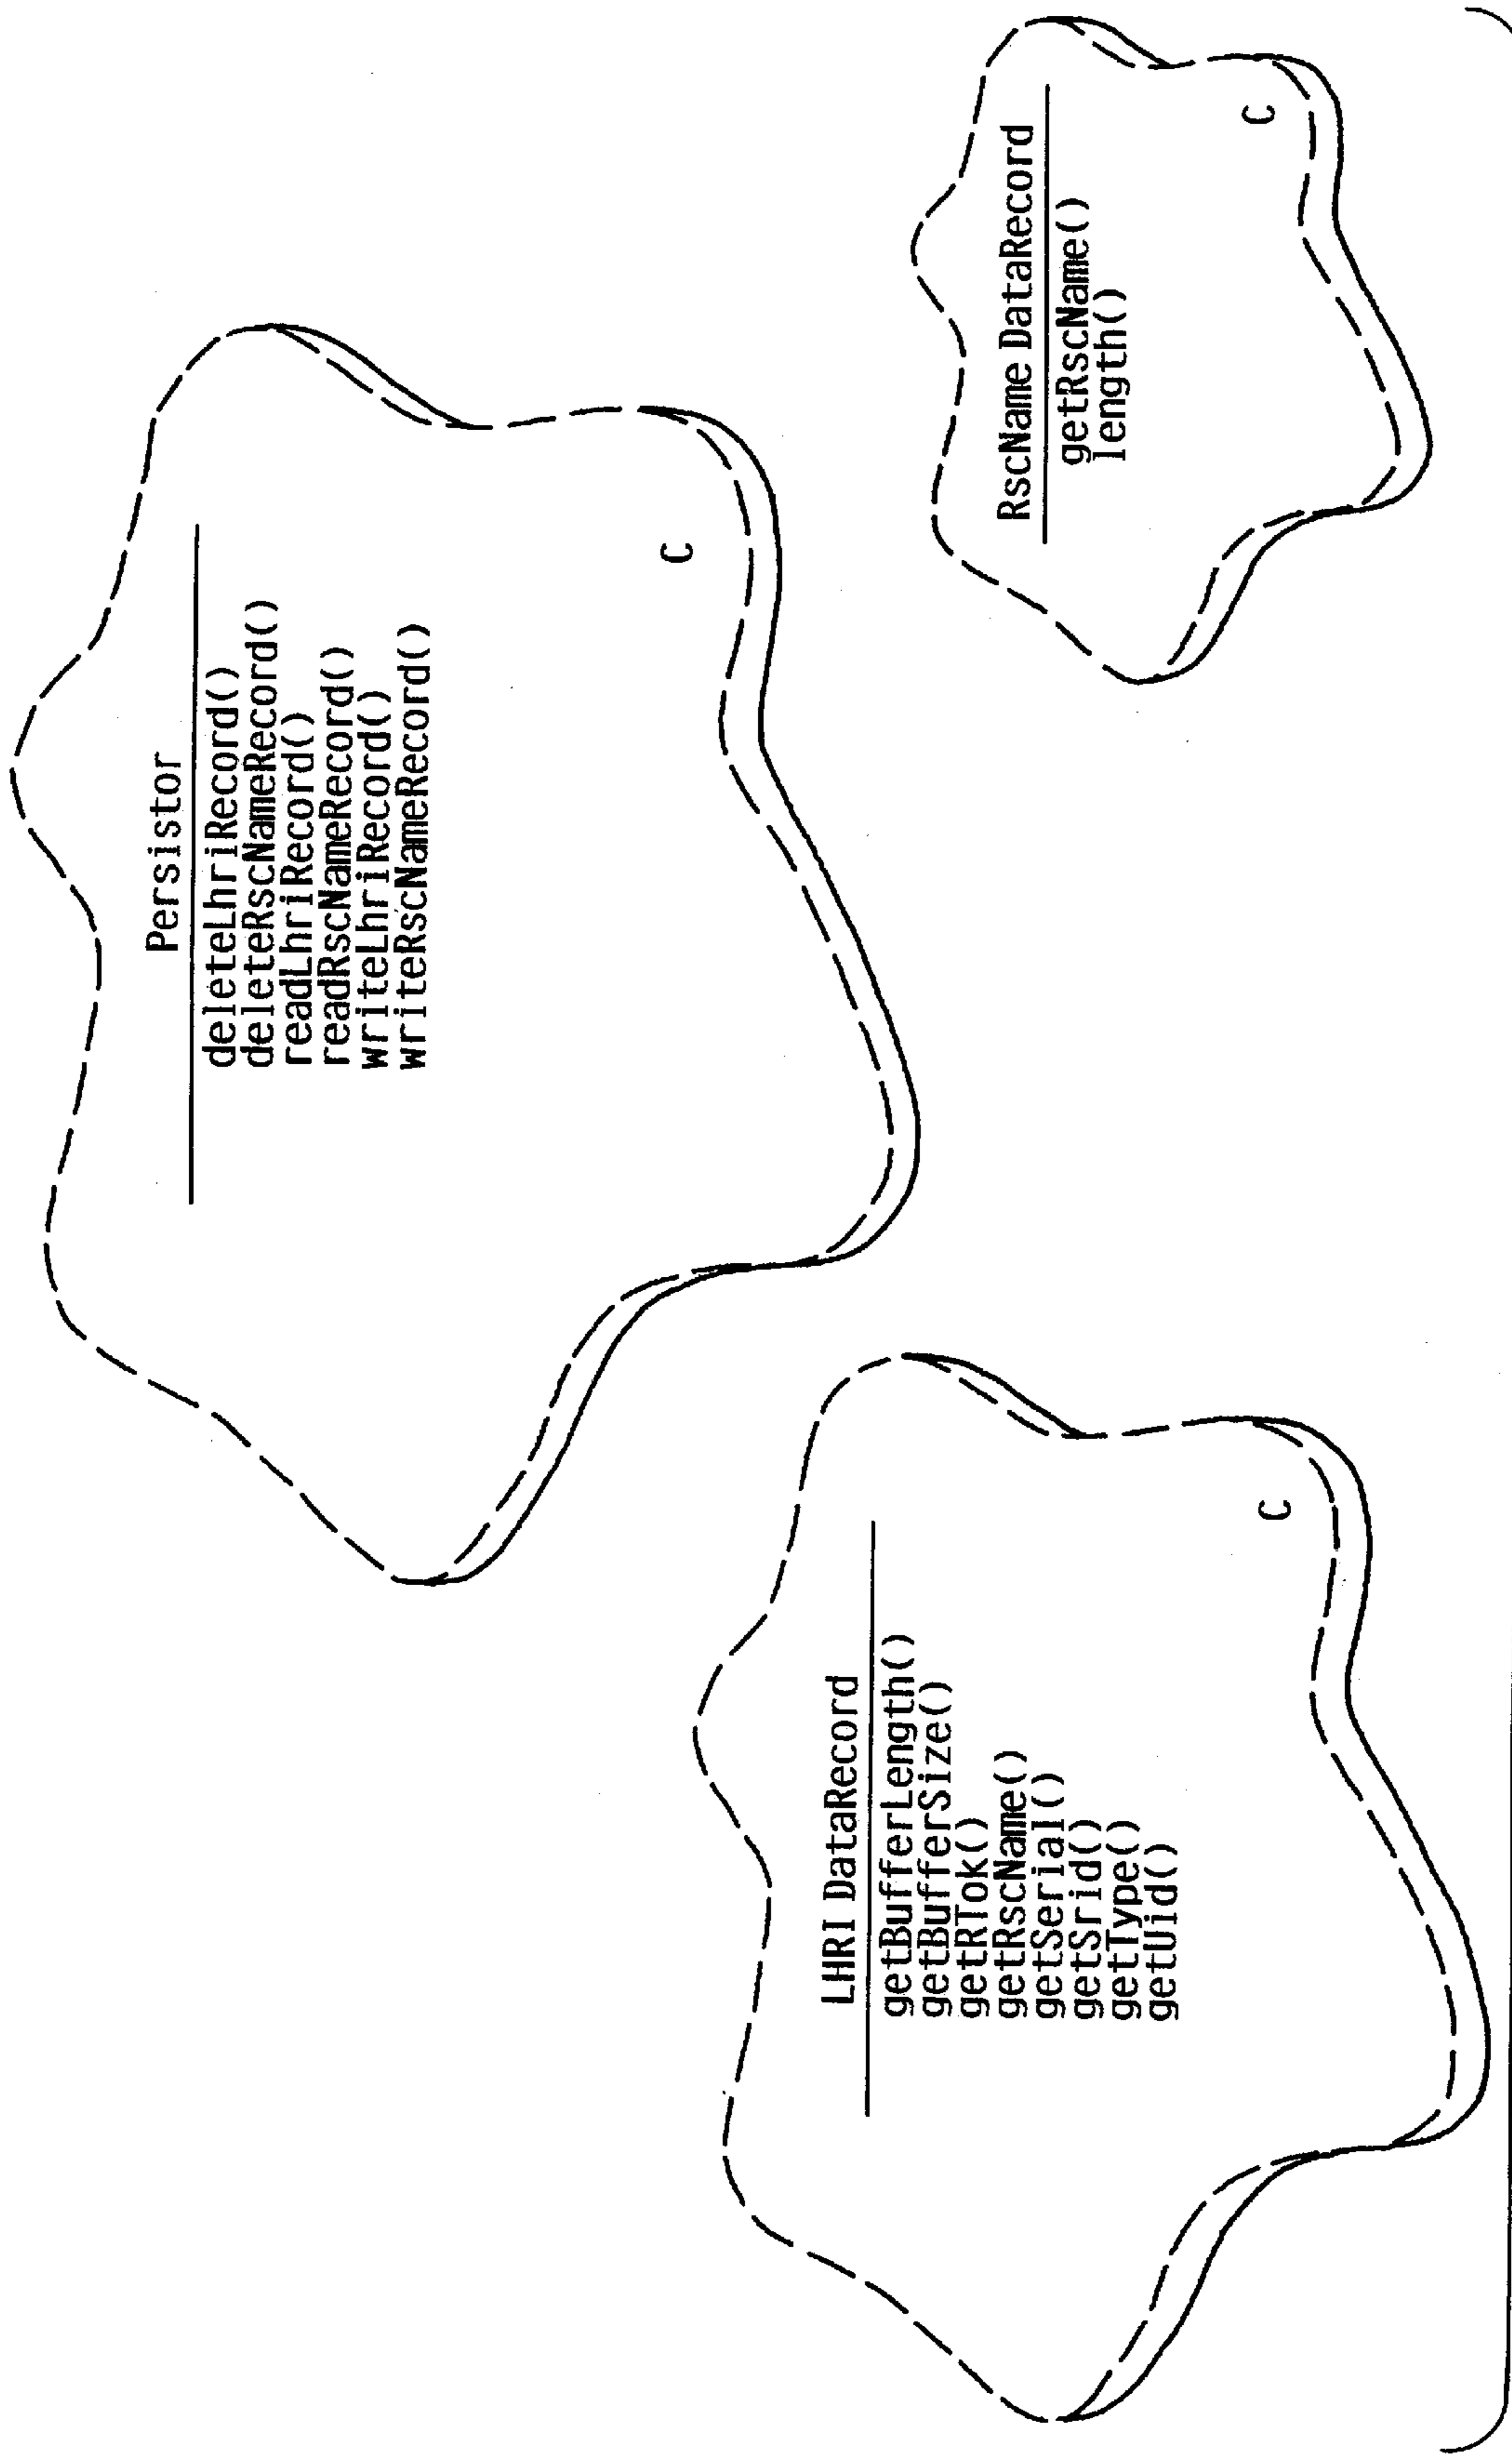 Persistor
deleteLhriRecord()
deleteRscNameRecord()
readLhriRecord()
readRscNameRecord()
writeLhriRecord()
writeRscNameRecord()
C
LHRI DataRecord
getBufferLength()
getBufferSize()
getRTok()
getRscName()
getSerial()
getSrid()
getType()
getUid()
C
RscName DataRecord
getRscName()
length()
C